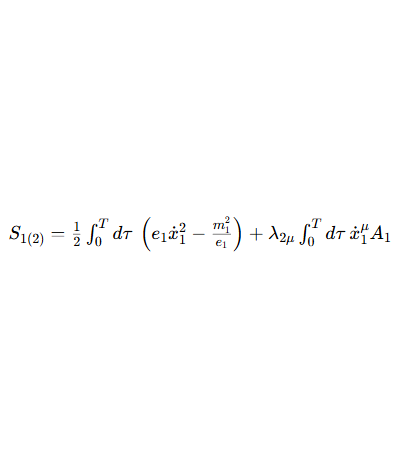 $S_{1(2)} = \frac{1}{2} \int_0^T d\tau \, \left( e_1 \dot{x}_1^2 - \frac{m_1^2}{e_1} \right) + \lambda_{2\mu} \int_0^T d\tau \, \dot{x}_1^\mu A_1$